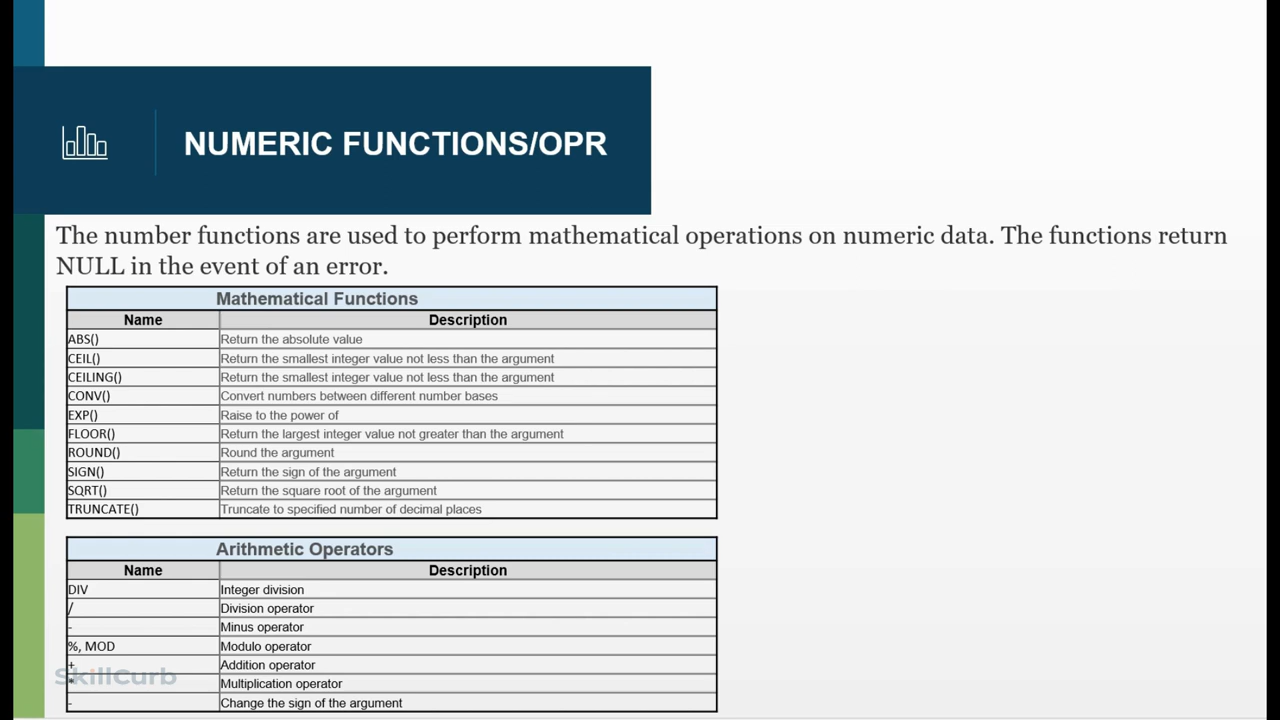 NUMERIC FUNCTIONS/OPR
The number functions are used to perform mathematical operations on numeric data. The functions return
NULL in the event of an error.
Mathematical Functions
Name Description
ABS() Return the absolute value
CEIL() Return the smallest integer value not less than the argument
CEILING() Return the smallest integer value not less than the argument
CONV() Convert numbers between different number bases
EXP() Raise to the power of
FLOOR() Return the largest integer value not greater than the argument
ROUND() Round the argument
SIGN() Return the sign of the argument
SQRT() Return the square root of the argument
TRUNCATE() Truncate to specified number of decimal places
Arithmetic Operators
Name Description
DIV Integer division
/ Division operator
- Minus operator
%, MOD Modulo operator
+ Addition operator
SkillCurb
* Multiplication operator
- Change the sign of the argument